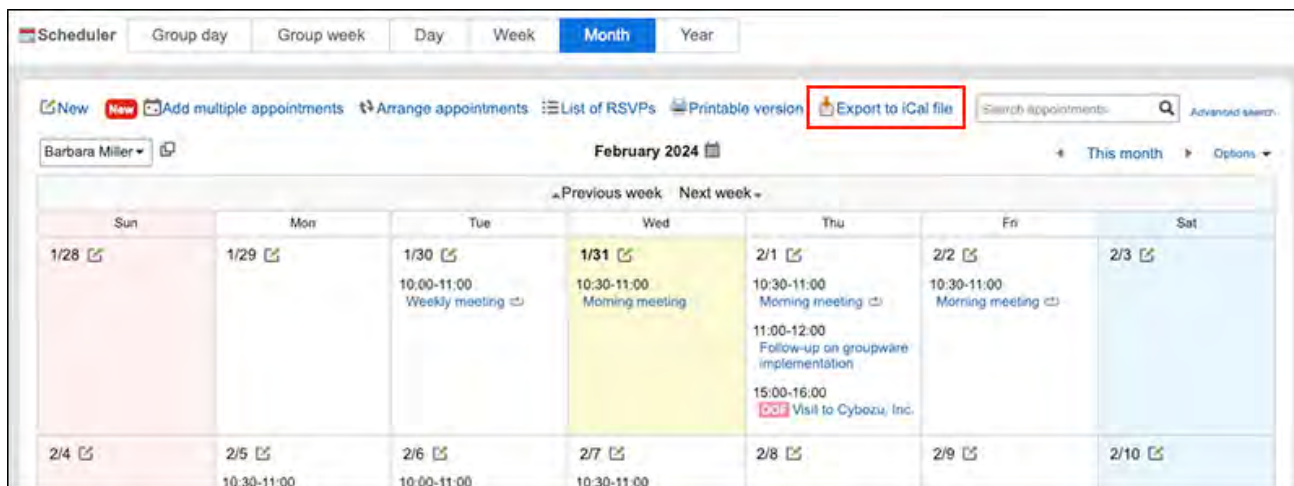 Scheduler Group day Group week Day Week Month Year
New New Add multiple appointments Arrange appointments List of RSVPs Printable version Export to iCal file Search appointments Advanced search
Barbara Miller February 2024 This month Options
Previous week Next week
Sun Mon Tue Wed Thu Fri Sat
1/28 1/29 1/30 1/31 2/1 2/2 2/3
10:00-11:00 10:30-11:00 10:30-11:00 10:30-11:00
Weekly meeting Morning meeting Morning meeting Morning meeting
11:00-12:00
Follow-up on groupware
implementation
15:00-16:00
OOF Visit to Cybozu, Inc.
2/4 2/5 2/6 2/7 2/8 2/9 2/10
10:30-11:00 10:00-11:00 10:30-11:00